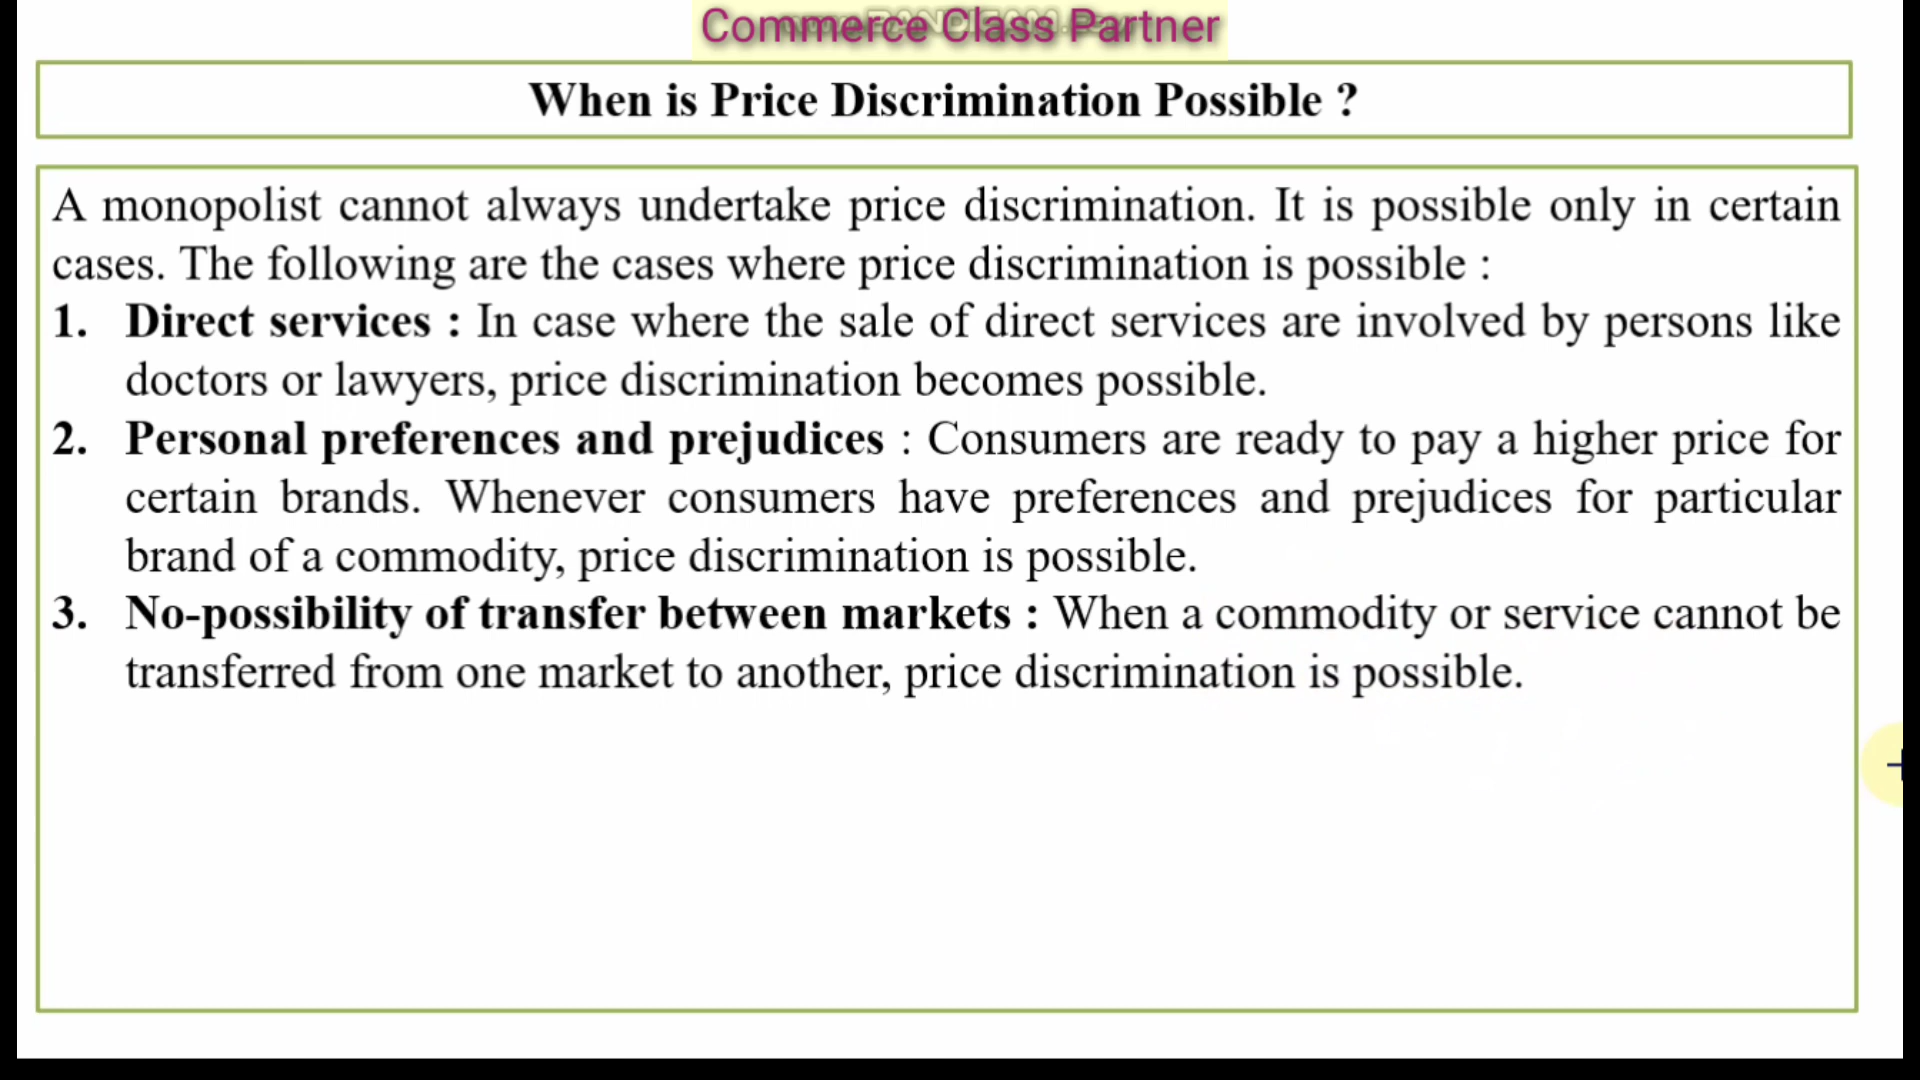 Commerce Class Partner
When is Price Discrimination Possible ?
A monopolist cannot always undertake price discrimination. It is possible only in certain
cases. The following are the cases where price discrimination is possible :
1. Direct services : In case where the sale of direct services are involved by persons like
doctors or lawyers, price discrimination becomes possible.
2. Personal preferences and prejudices : Consumers are ready to pay a higher price for
certain brands. Whenever consumers have preferences and prejudices for particular
brand of a commodity, price discrimination is possible.
3. No-possibility of transfer between markets : When a commodity or service cannot be
transferred from one market to another, price discrimination is possible.